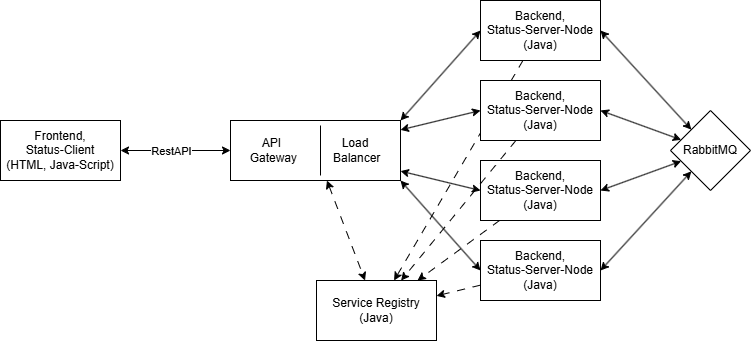 Frontend,
Status-Client
(HTML, Java-Script)
RestAPI
API
Gateway
Load
Balancer
Backend,
Status-Server-Node
(Java)
Backend,
Status-Server-Node
(Java)
Backend,
Status-Server-Node
(Java)
Backend,
Status-Server-Node
(Java)
RabbitMQ
Service Registry
(Java)